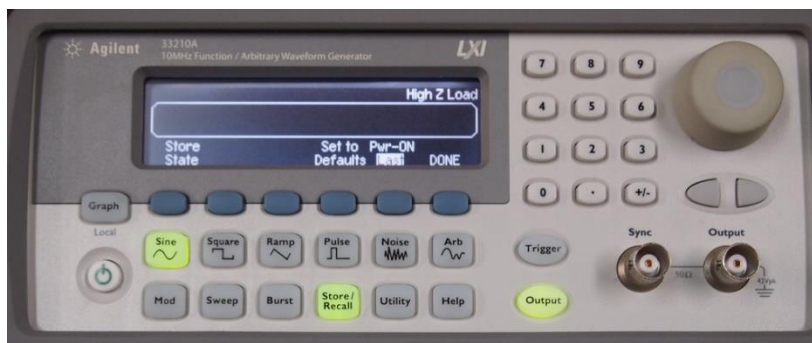 Agilent
33210A
10MHz Function / Arbitrary Waveform Generator
LXI
High Z Load
Store
State
Set to
Defaults
Pwr-ON
Last
DONE
7 8 9
4 5 6
1 2 3
0 . +/-
Graph
Local
Sine Square Ramp Pulse Noise Arb
Mod Sweep Burst Store/
Recall Utility Help
Trigger
Output
Sync
Output
50Ω
42Vpk